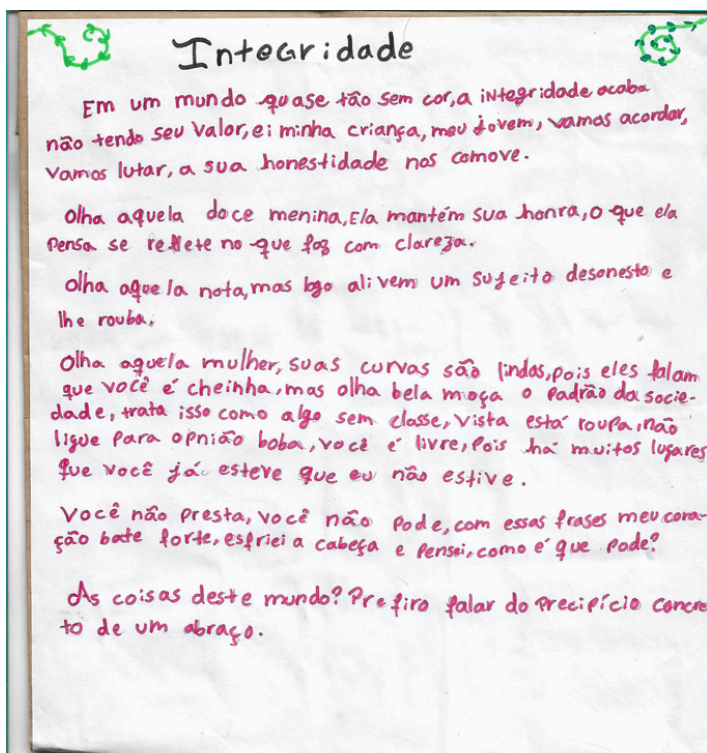 Integridade
Em um mundo quase tão sem cor, a integridade acaba
não tendo seu valor, ei minha criança, meu jovem, vamos acordar,
vamos lutar, a sua honestidade nos comove.
Olha aquela doce menina, Ela mantém sua honra, o que ela
pensa se reflete no que faz com clareza.
Olha aquela nota, mas logo ali vem um sujeito desonesto e
lhe rouba.
Olha aquela mulher, suas curvas são lindas, pois eles falam
que você é cheinha, mas olha bela moça o padrão da socie-
dade, trata isso como algo sem classe, vista está roupa, não
ligue para opnião boba, você é livre, pois há muitos lugares
que você já esteve que eu não estive.
Você não presta, você não pode, com essas frases meu cora-
ção bate forte, esfriei a cabeça e pensei, como é que pode?
As coisas deste mundo? Prefiro falar do precipício concre
to de um abraço.